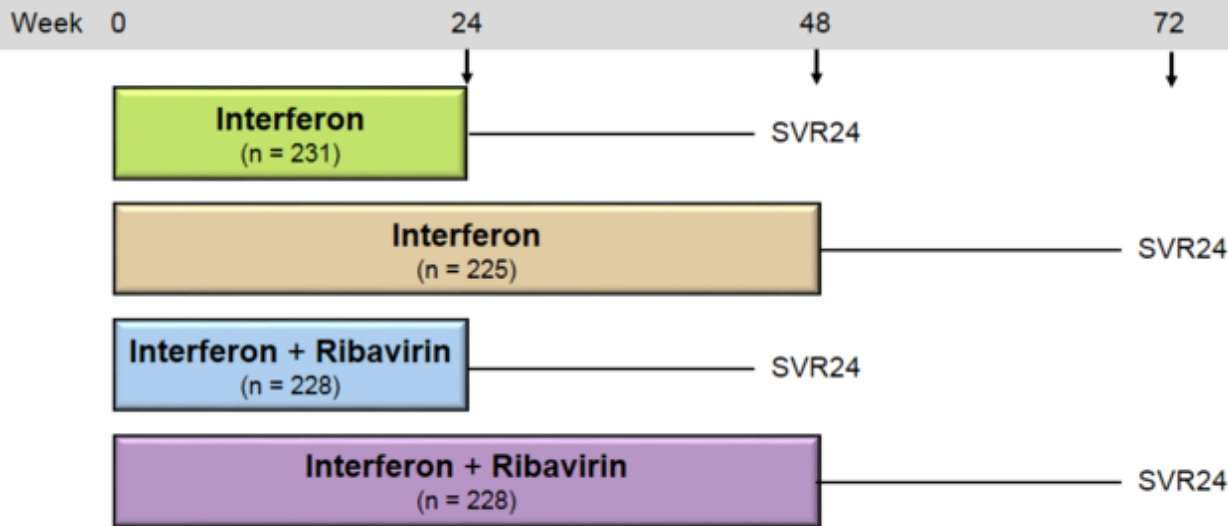 Week 0 24 48 72
Interferon
(n = 231)
SVR24
Interferon
(n = 225)
SVR24
Interferon + Ribavirin
(n = 228)
SVR24
Interferon + Ribavirin
(n = 228)
SVR24